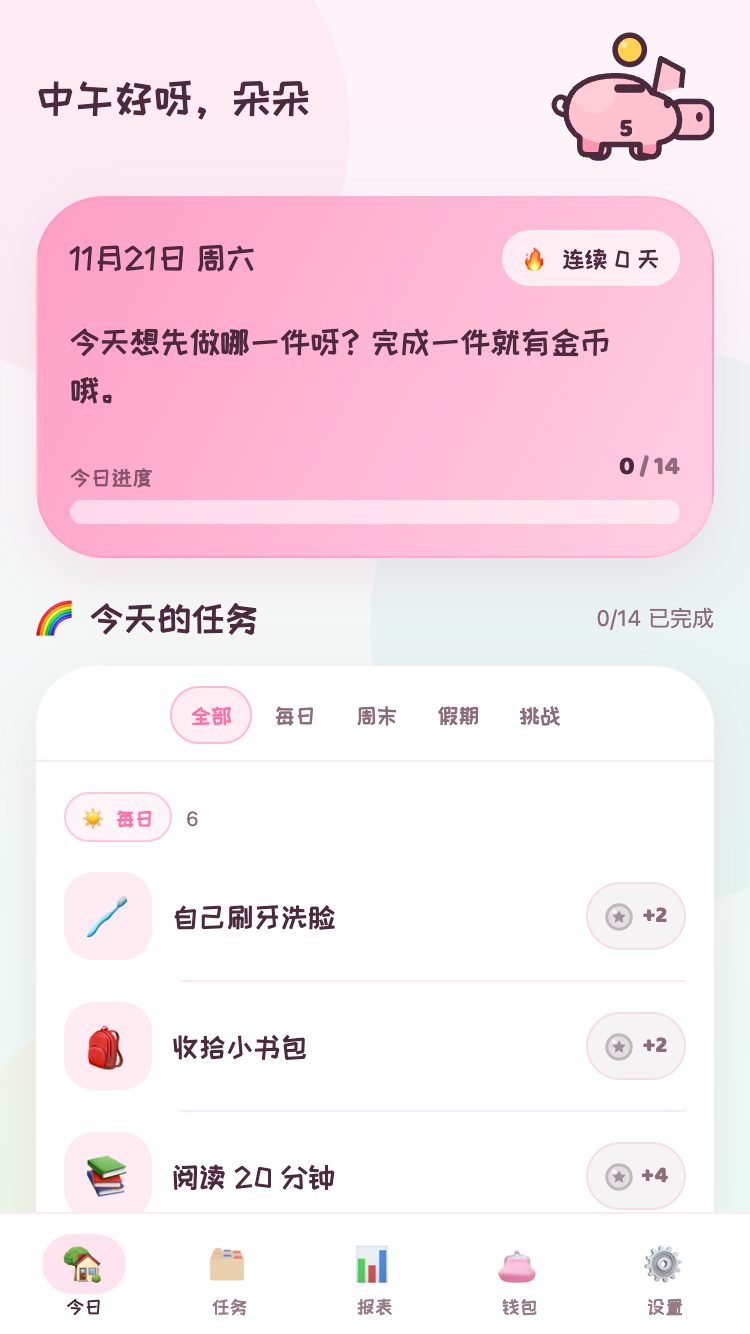 中午好呀，朵朵
5
11月21日 周六
🔥 连续 0 天
今天想先做哪一件呀？完成一件就有金币
哦。
今日进度
0/14
🌈 今天的任务
0/14 已完成
全部 每日 周末 假期 挑战
☀️ 每日 6
自己刷牙洗脸 +2
收拾小书包 +2
阅读 20 分钟 +4
今日 任务 报表 钱包 设置